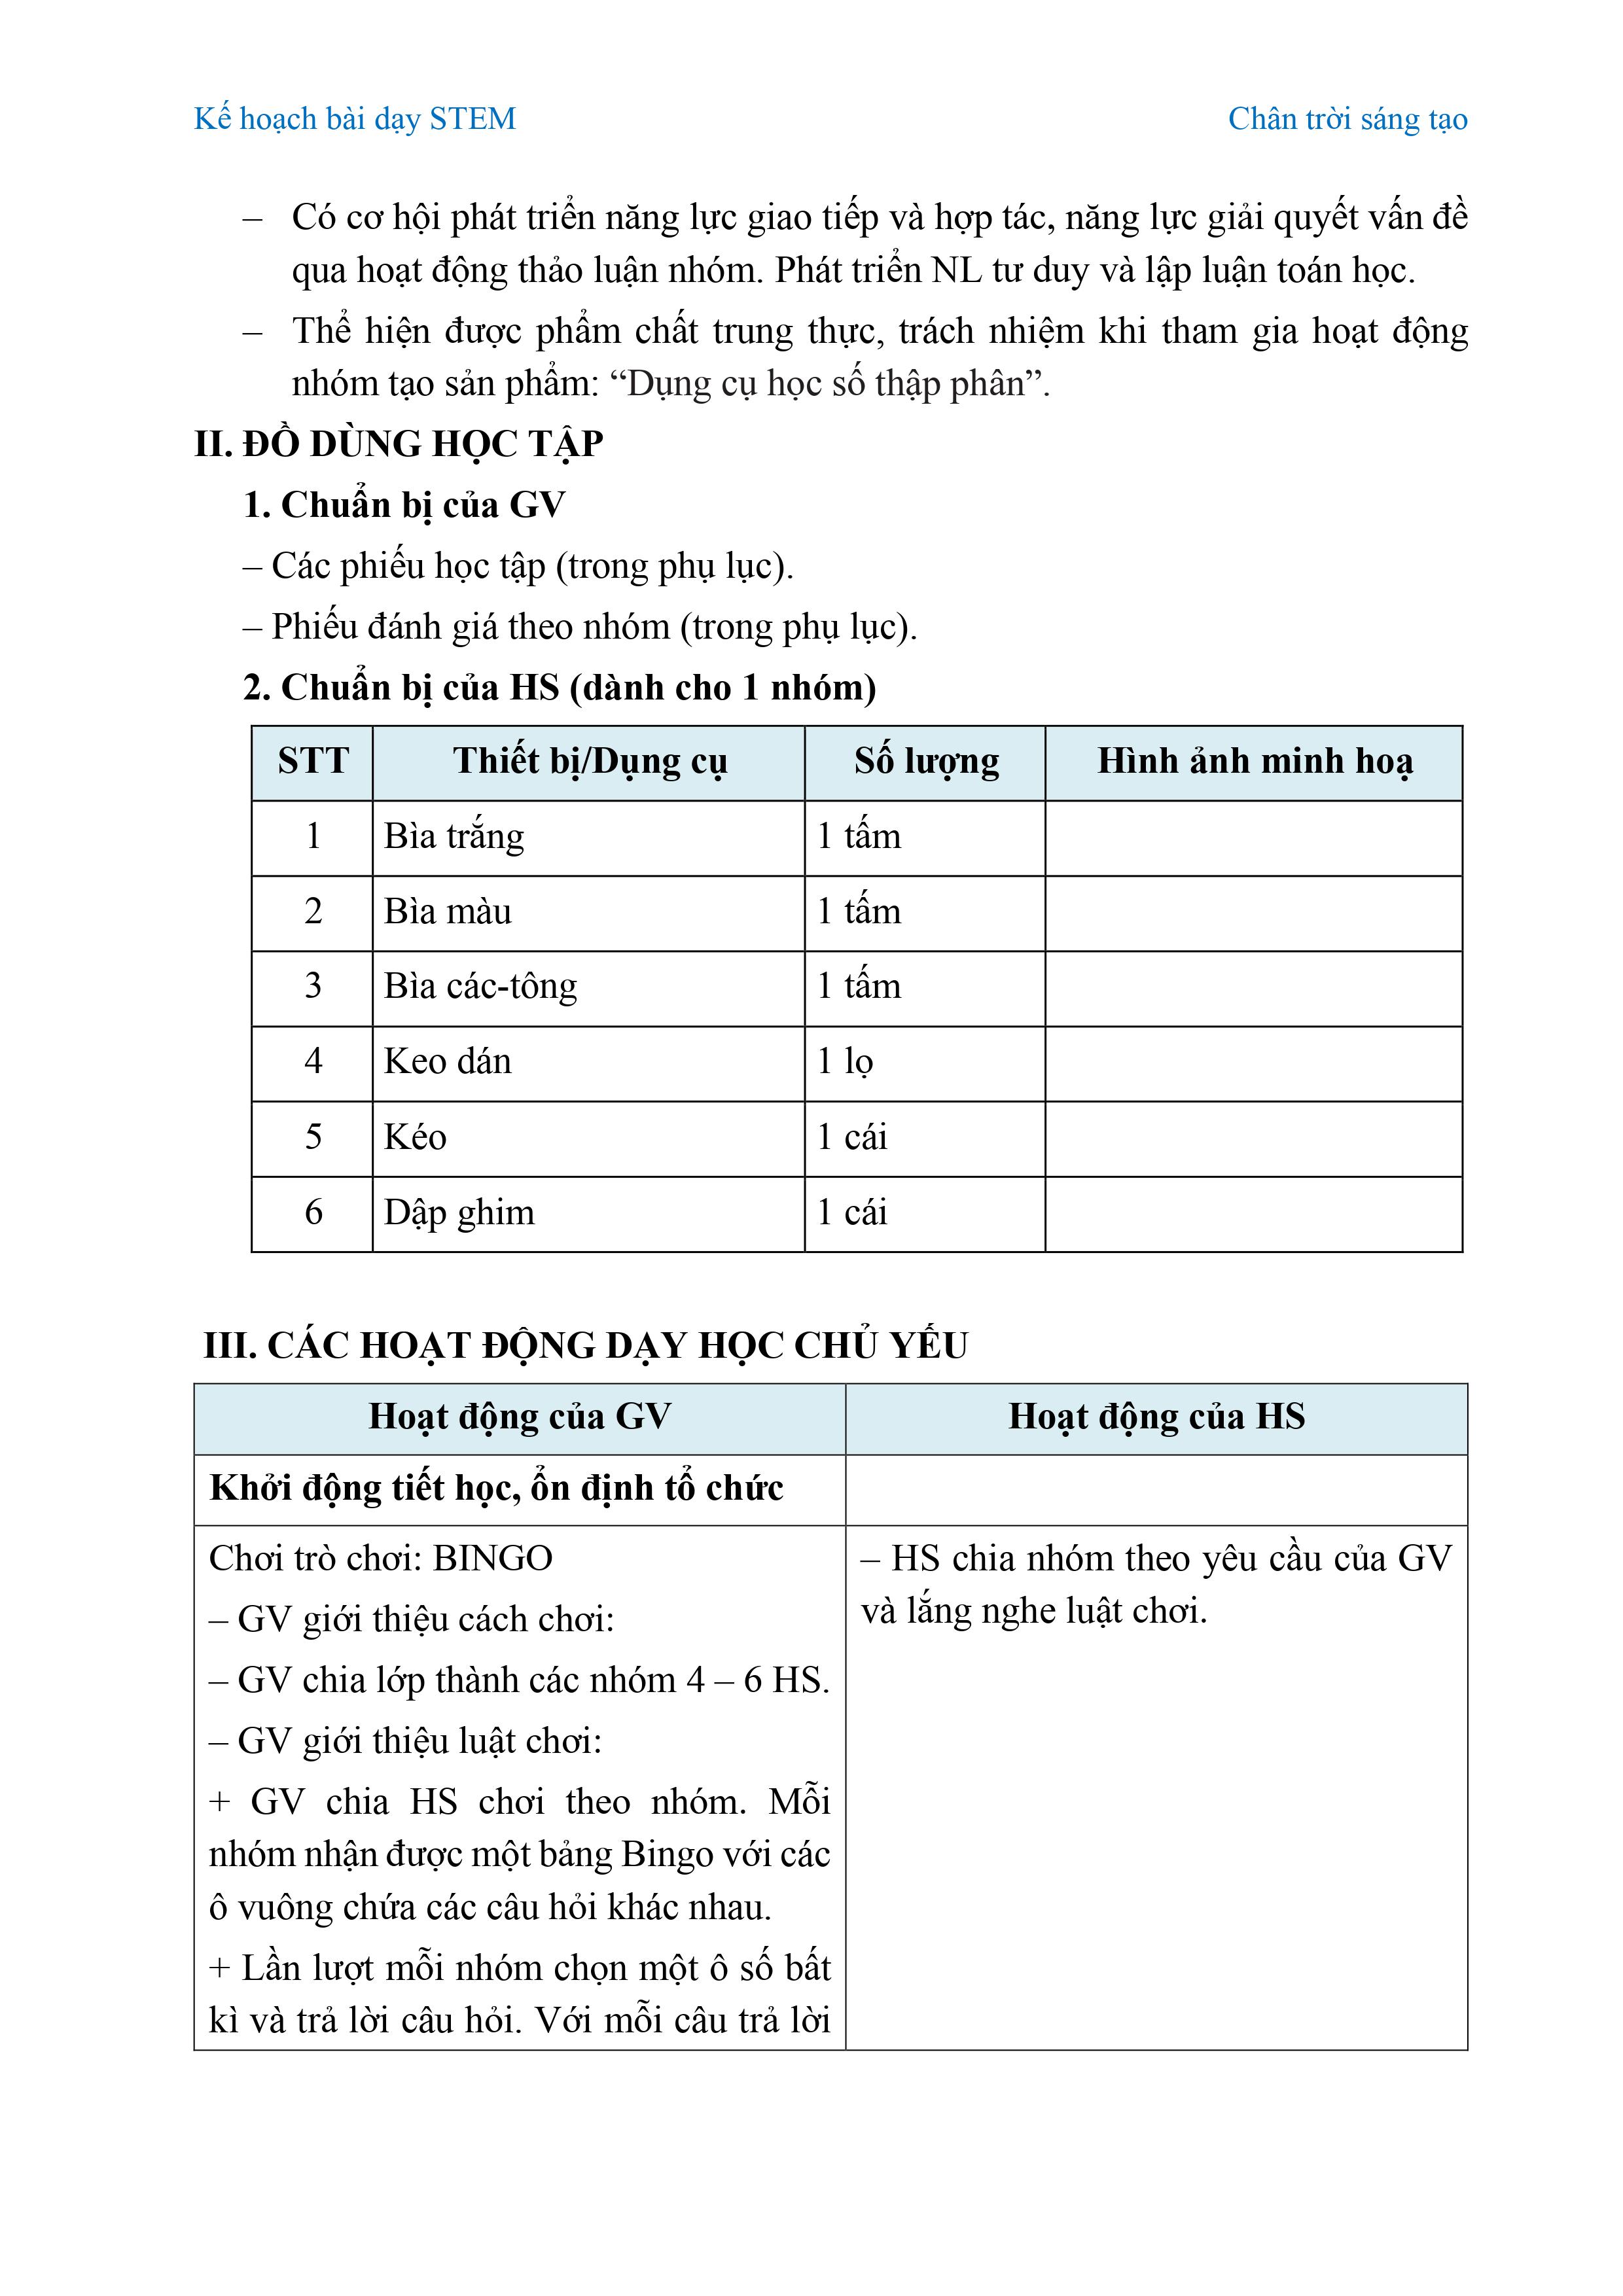 Kế hoạch bài dạy STEM
Chân trời sáng tạo
– Có cơ hội phát triển năng lực giao tiếp và hợp tác, năng lực giải quyết vấn đề
qua hoạt động thảo luận nhóm. Phát triển NL tư duy và lập luận toán học.
– Thể hiện được phẩm chất trung thực, trách nhiệm khi tham gia hoạt động
nhóm tạo sản phẩm: “Dụng cụ học số thập phân”.
II. ĐỒ DÙNG HỌC TẬP
1. Chuẩn bị của GV
– Các phiếu học tập (trong phụ lục).
– Phiếu đánh giá theo nhóm (trong phụ lục).
2. Chuẩn bị của HS (dành cho 1 nhóm)
STT Thiết bị/Dụng cụ Số lượng Hình ảnh minh hoạ
1 Bìa trắng 1 tấm
2 Bìa màu 1 tấm
3 Bìa các-tông 1 tấm
4 Keo dán 1 lọ
5 Kéo 1 cái
6 Dập ghim 1 cái
III. CÁC HOẠT ĐỘNG DẠY HỌC CHỦ YẾU
Hoạt động của GV Hoạt động của HS
Khởi động tiết học, ổn định tổ chức
Chơi trò chơi: BINGO
– GV giới thiệu cách chơi:
– GV chia lớp thành các nhóm 4 – 6 HS.
– GV giới thiệu luật chơi:
+ GV chia HS chơi theo nhóm. Mỗi
nhóm nhận được một bảng Bingo với các
ô vuông chứa các câu hỏi khác nhau.
+ Lần lượt mỗi nhóm chọn một ô số bất
kì và trả lời câu hỏi. Với mỗi câu trả lời
– HS chia nhóm theo yêu cầu của GV
và lắng nghe luật chơi.